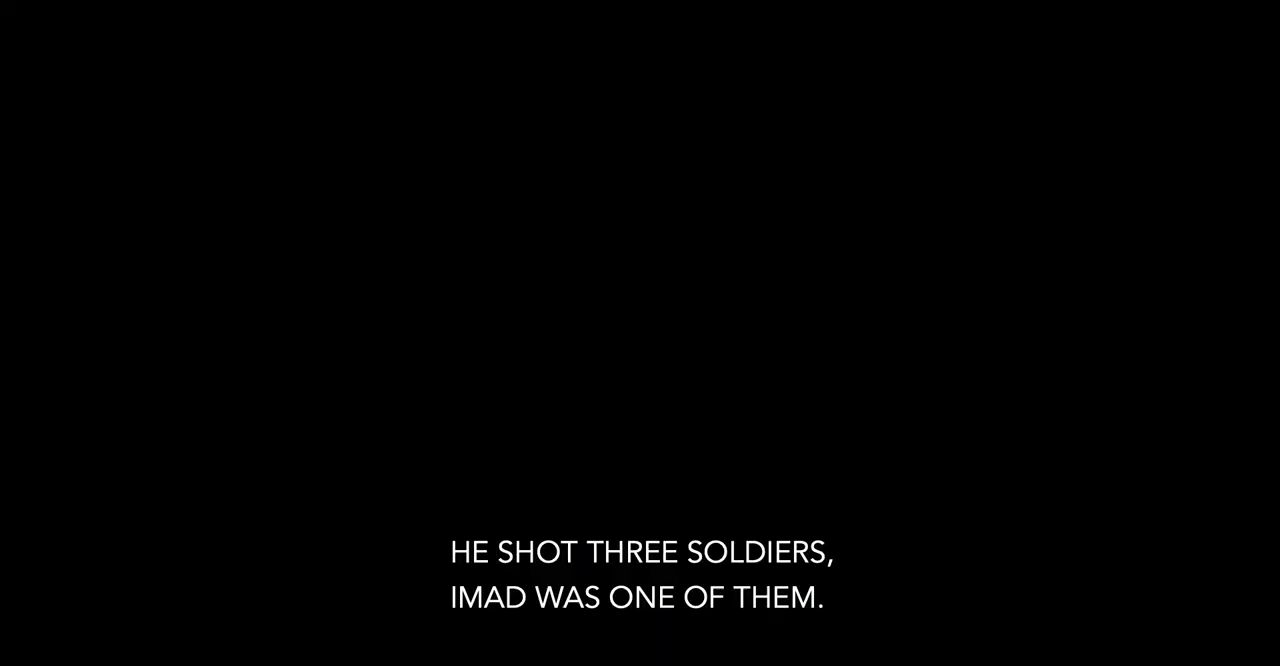 HE SHOT THREE SOLDIERS,
IMAD WAS ONE OF THEM.